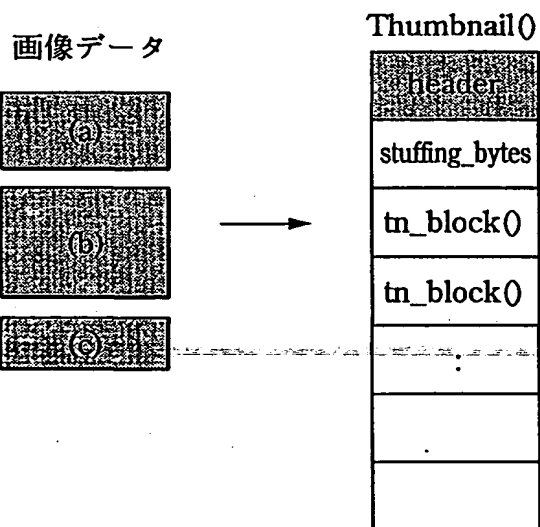 画像データ
(a)
(b)
(c)
Thumbnail()
header
stuffing_bytes
tn_block()
tn_block()
: